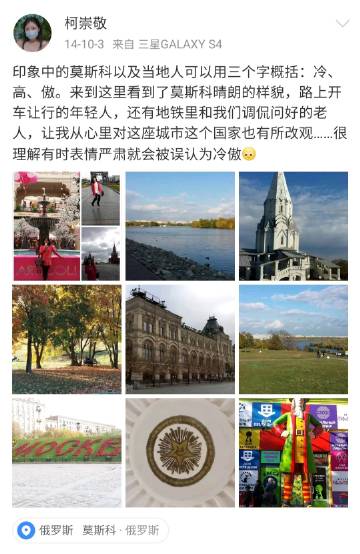 柯崇敬
14-10-3 来自 三星GALAXY S4
印象中的莫斯科以及当地人可以用三个字概括：冷、
高、傲。来到这里看到了莫斯科晴朗的样貌，路上开
车让行的年轻人，还有地铁里和我们调侃问好的老
人，让我从心里对这座城市这个国家也有所改观......很
理解有时表情严肃就会被误认为冷傲
俄罗斯 莫斯科 · 俄罗斯